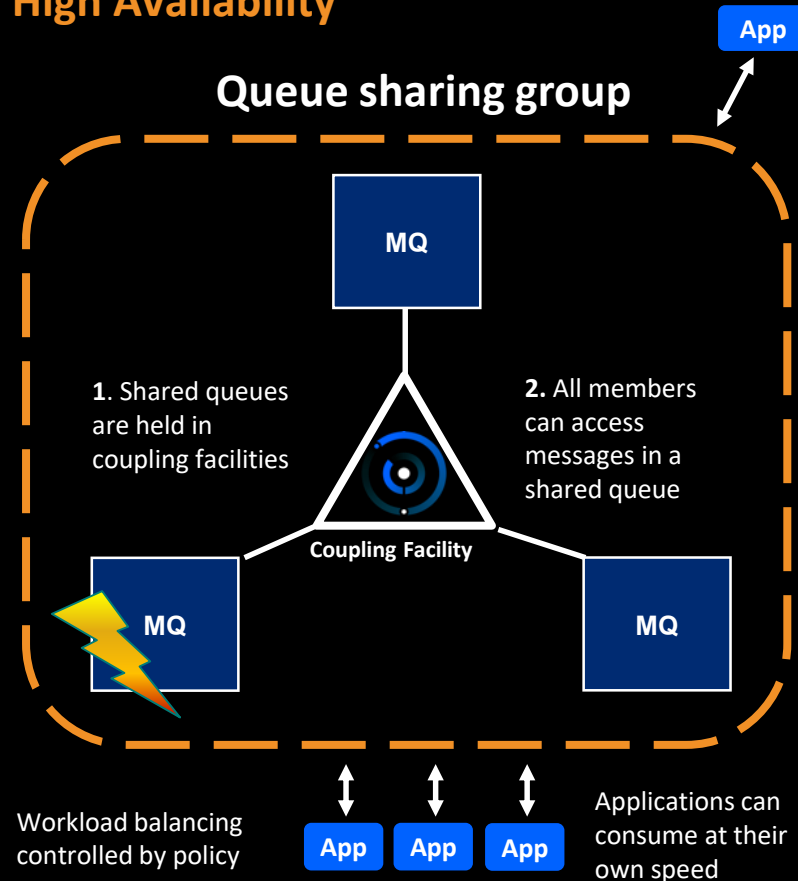 High Availability
App
Queue sharing group
MQ
1. Shared queues
are held in
coupling facilities
2. All members
can access
messages in a
shared queue
Coupling Facility
MQ
MQ
Workload balancing
controlled by policy
App
App
App
Applications can
consume at their
own speed